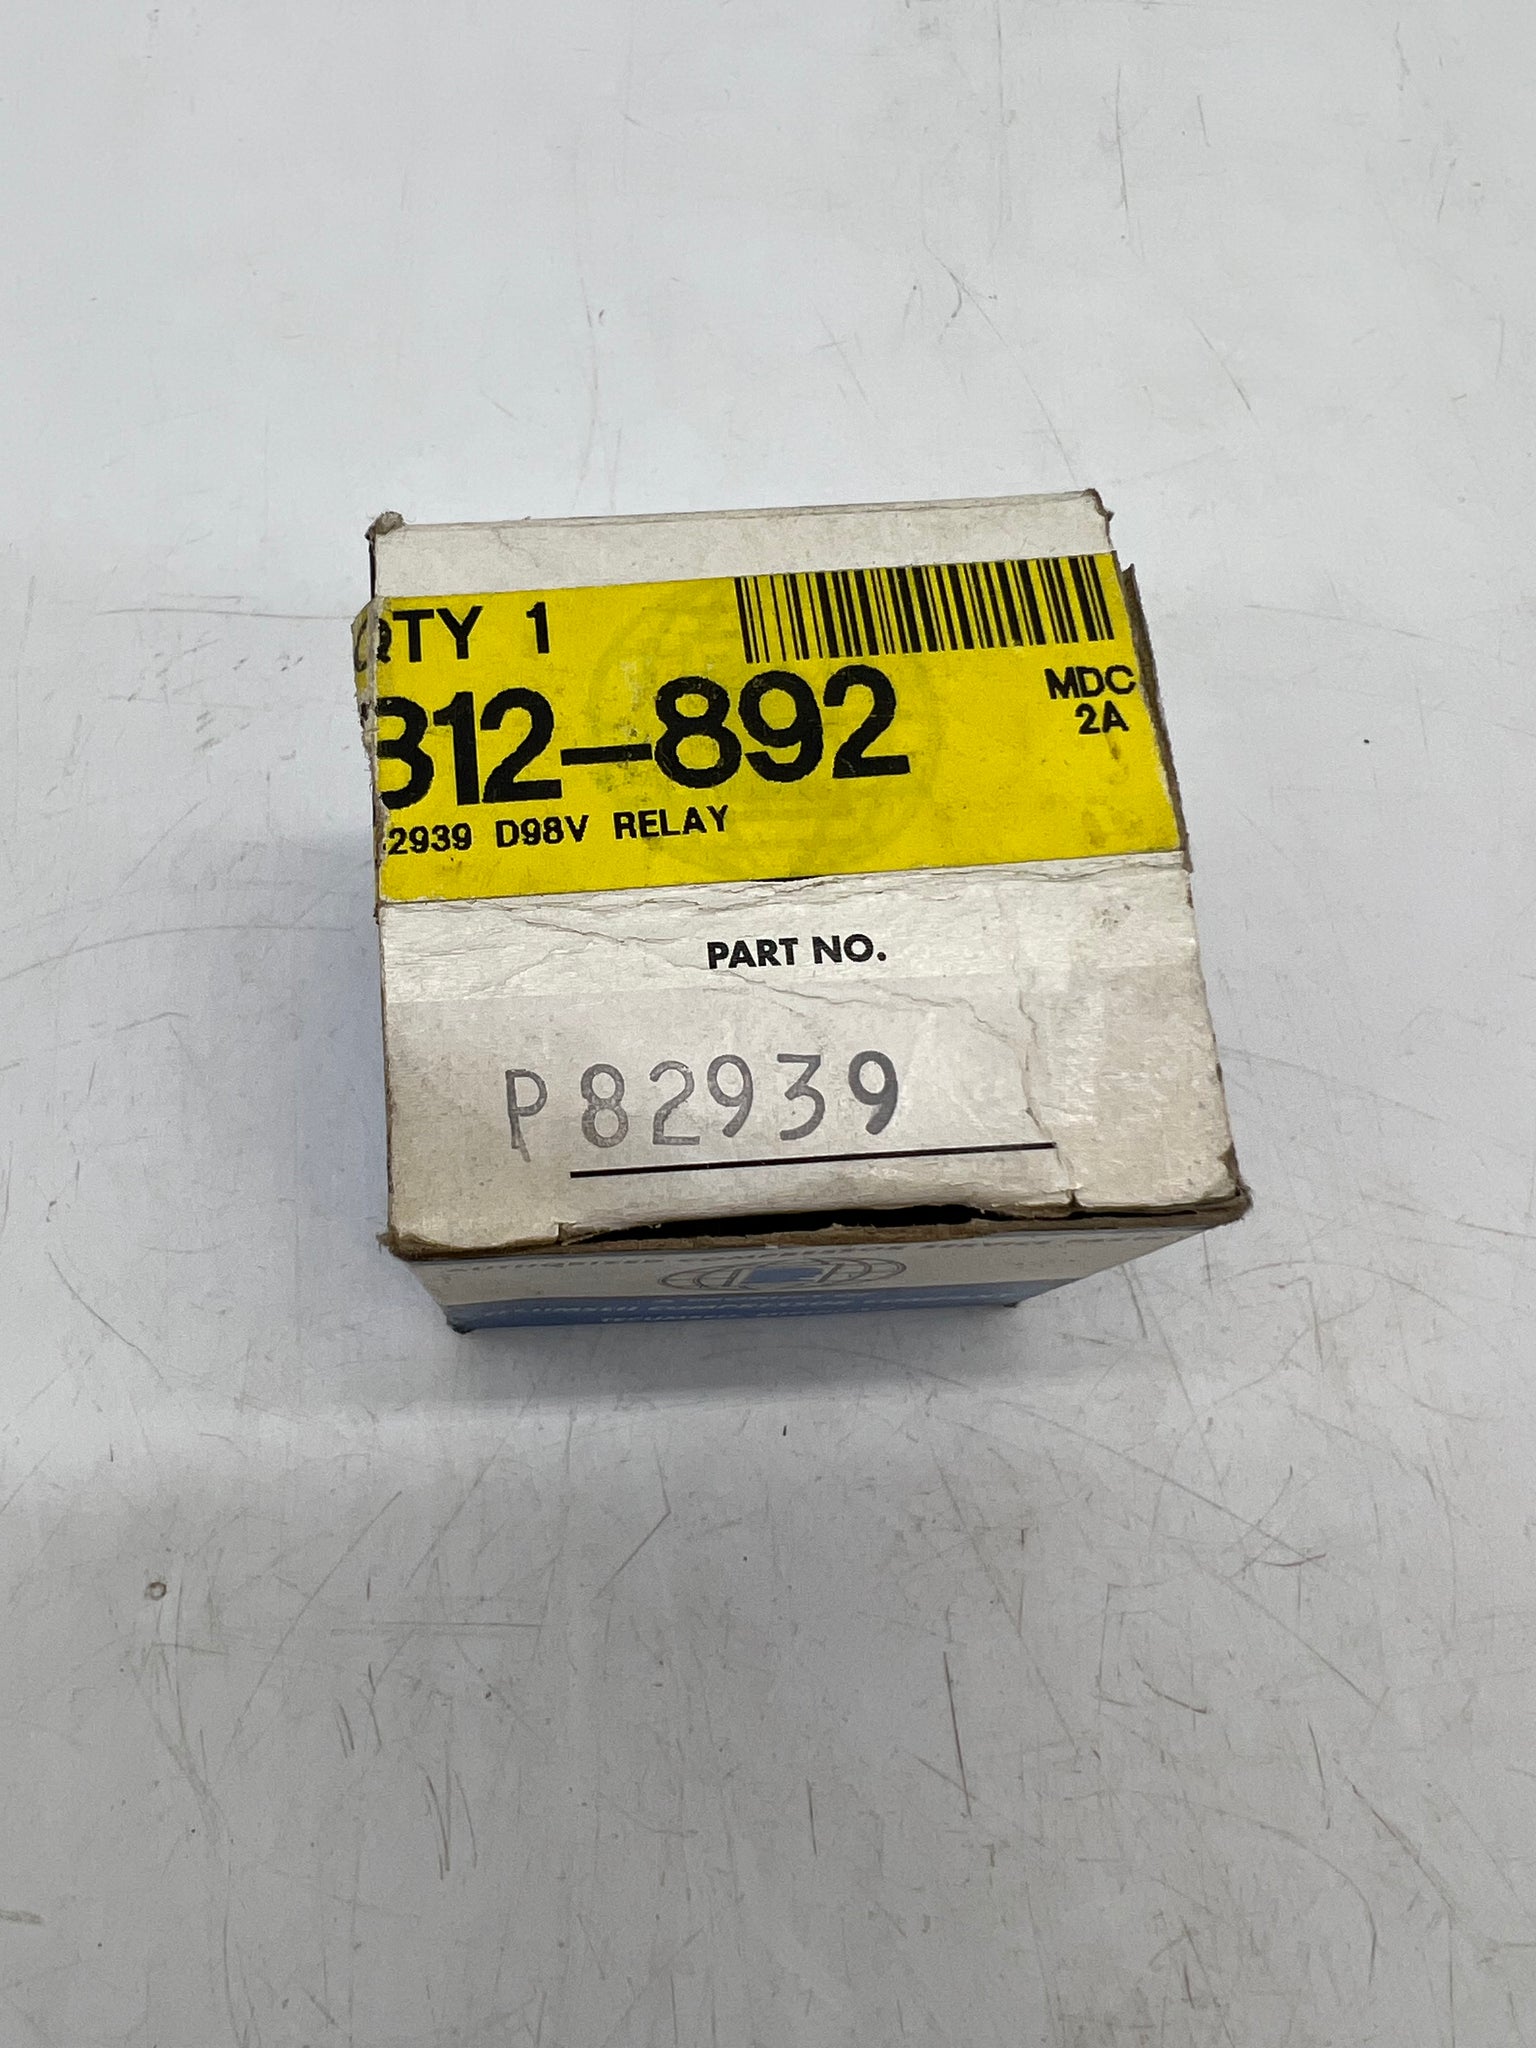 QTY 1
312-892
MDC
2A
2939 D98V RELAY
PART NO.
P82939